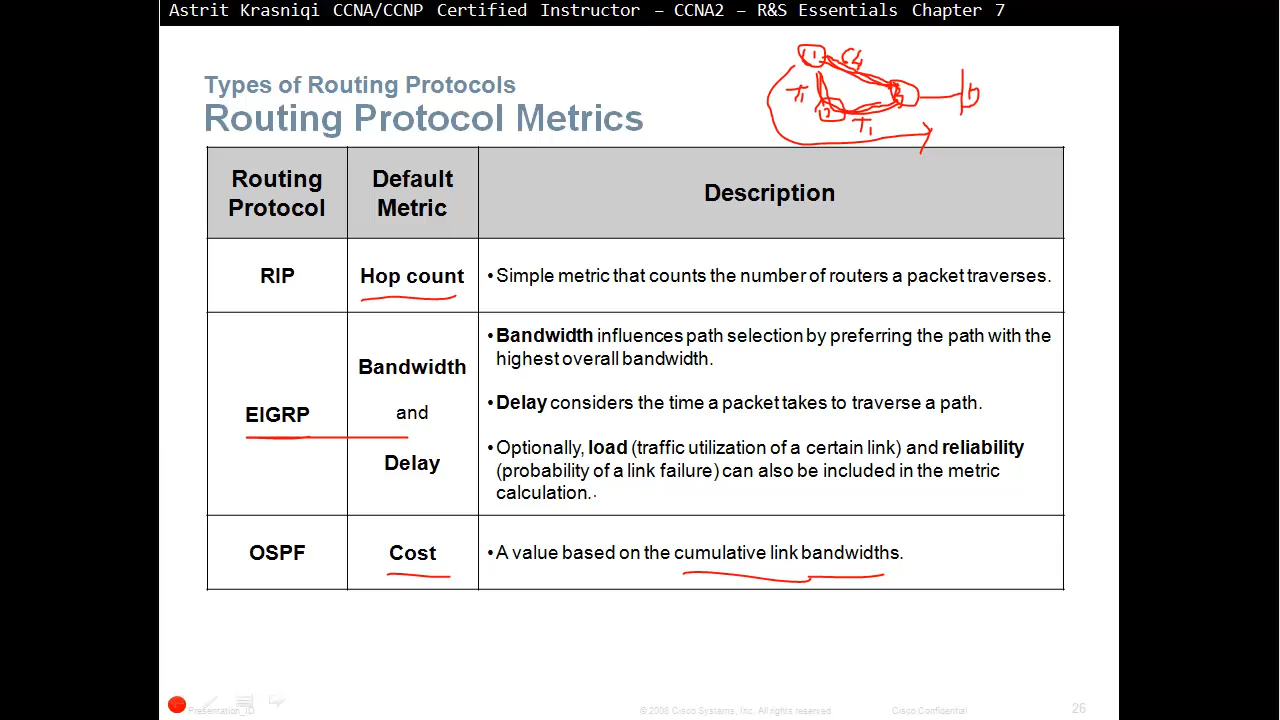 Astrit Krasniqi CCNA/CCNP Certified Instructor – CCNA2 – R&S Essentials Chapter 7
Types of Routing Protocols
Routing Protocol Metrics
64
T1
T1
Routing Protocol
Default Metric
Description
RIP
Hop count
• Simple metric that counts the number of routers a packet traverses.
EIGRP
Bandwidth
and
Delay
• Bandwidth influences path selection by preferring the path with the
highest overall bandwidth.
• Delay considers the time a packet takes to traverse a path.
• Optionally, load (traffic utilization of a certain link) and reliability
(probability of a link failure) can also be included in the metric
calculation.
OSPF
Cost
• A value based on the cumulative link bandwidths.
Presentation_ID
© 2008 Cisco Systems, Inc. All rights reserved.
Cisco Confidential
26